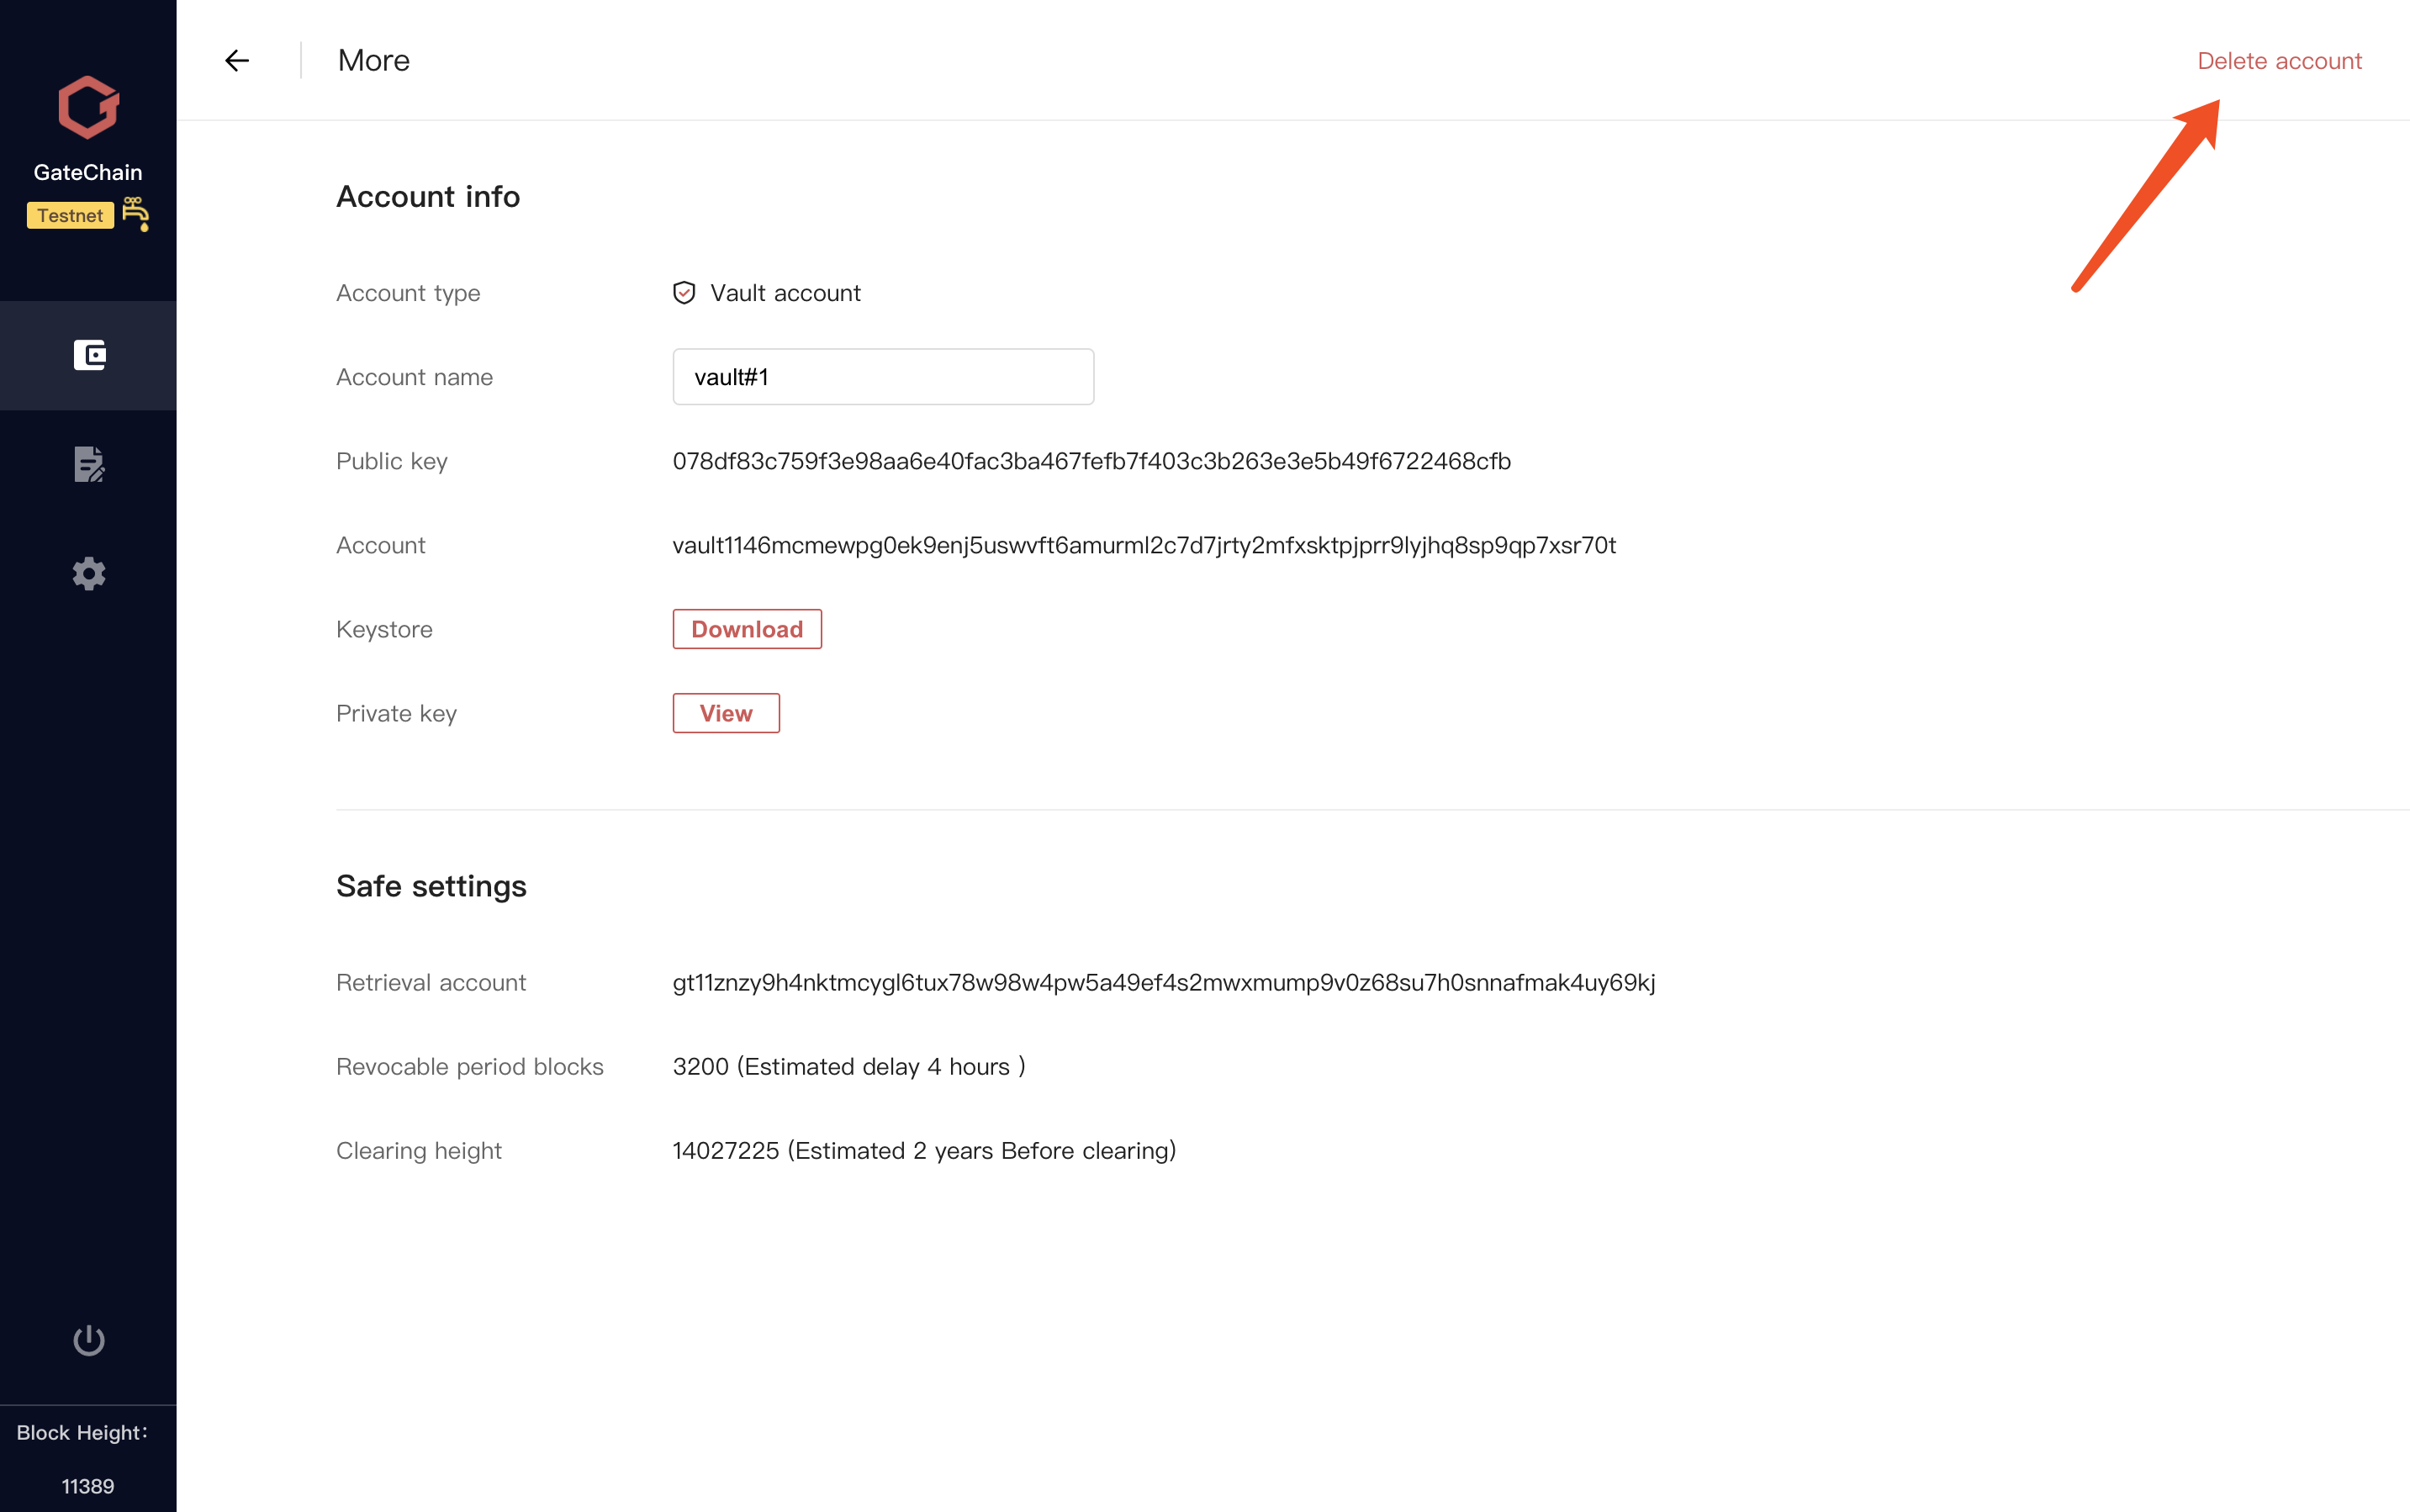 GateChain
Testnet
Block Height:
11389
More
Delete account
Account info
Account type
Vault account
Account name
vault#1
Public key
078df83c759f3e98aa6e40fac3ba467fefb7f403c3b263e3e5b49f6722468cfb
Account
vault1146mcmewpg0ek9enj5uswvft6amurml2c7d7jrty2mfxsktpjprr9lyjhq8sp9qp7xsr70t
Keystore
Download
Private key
View
Safe settings
Retrieval account
gt11znzy9h4nktmcygl6tux78w98w4pw5a49ef4s2mwxmump9v0z68su7h0snnafmak4uy69kj
Revocable period blocks
3200 (Estimated delay 4 hours )
Clearing height
14027225 (Estimated 2 years Before clearing)